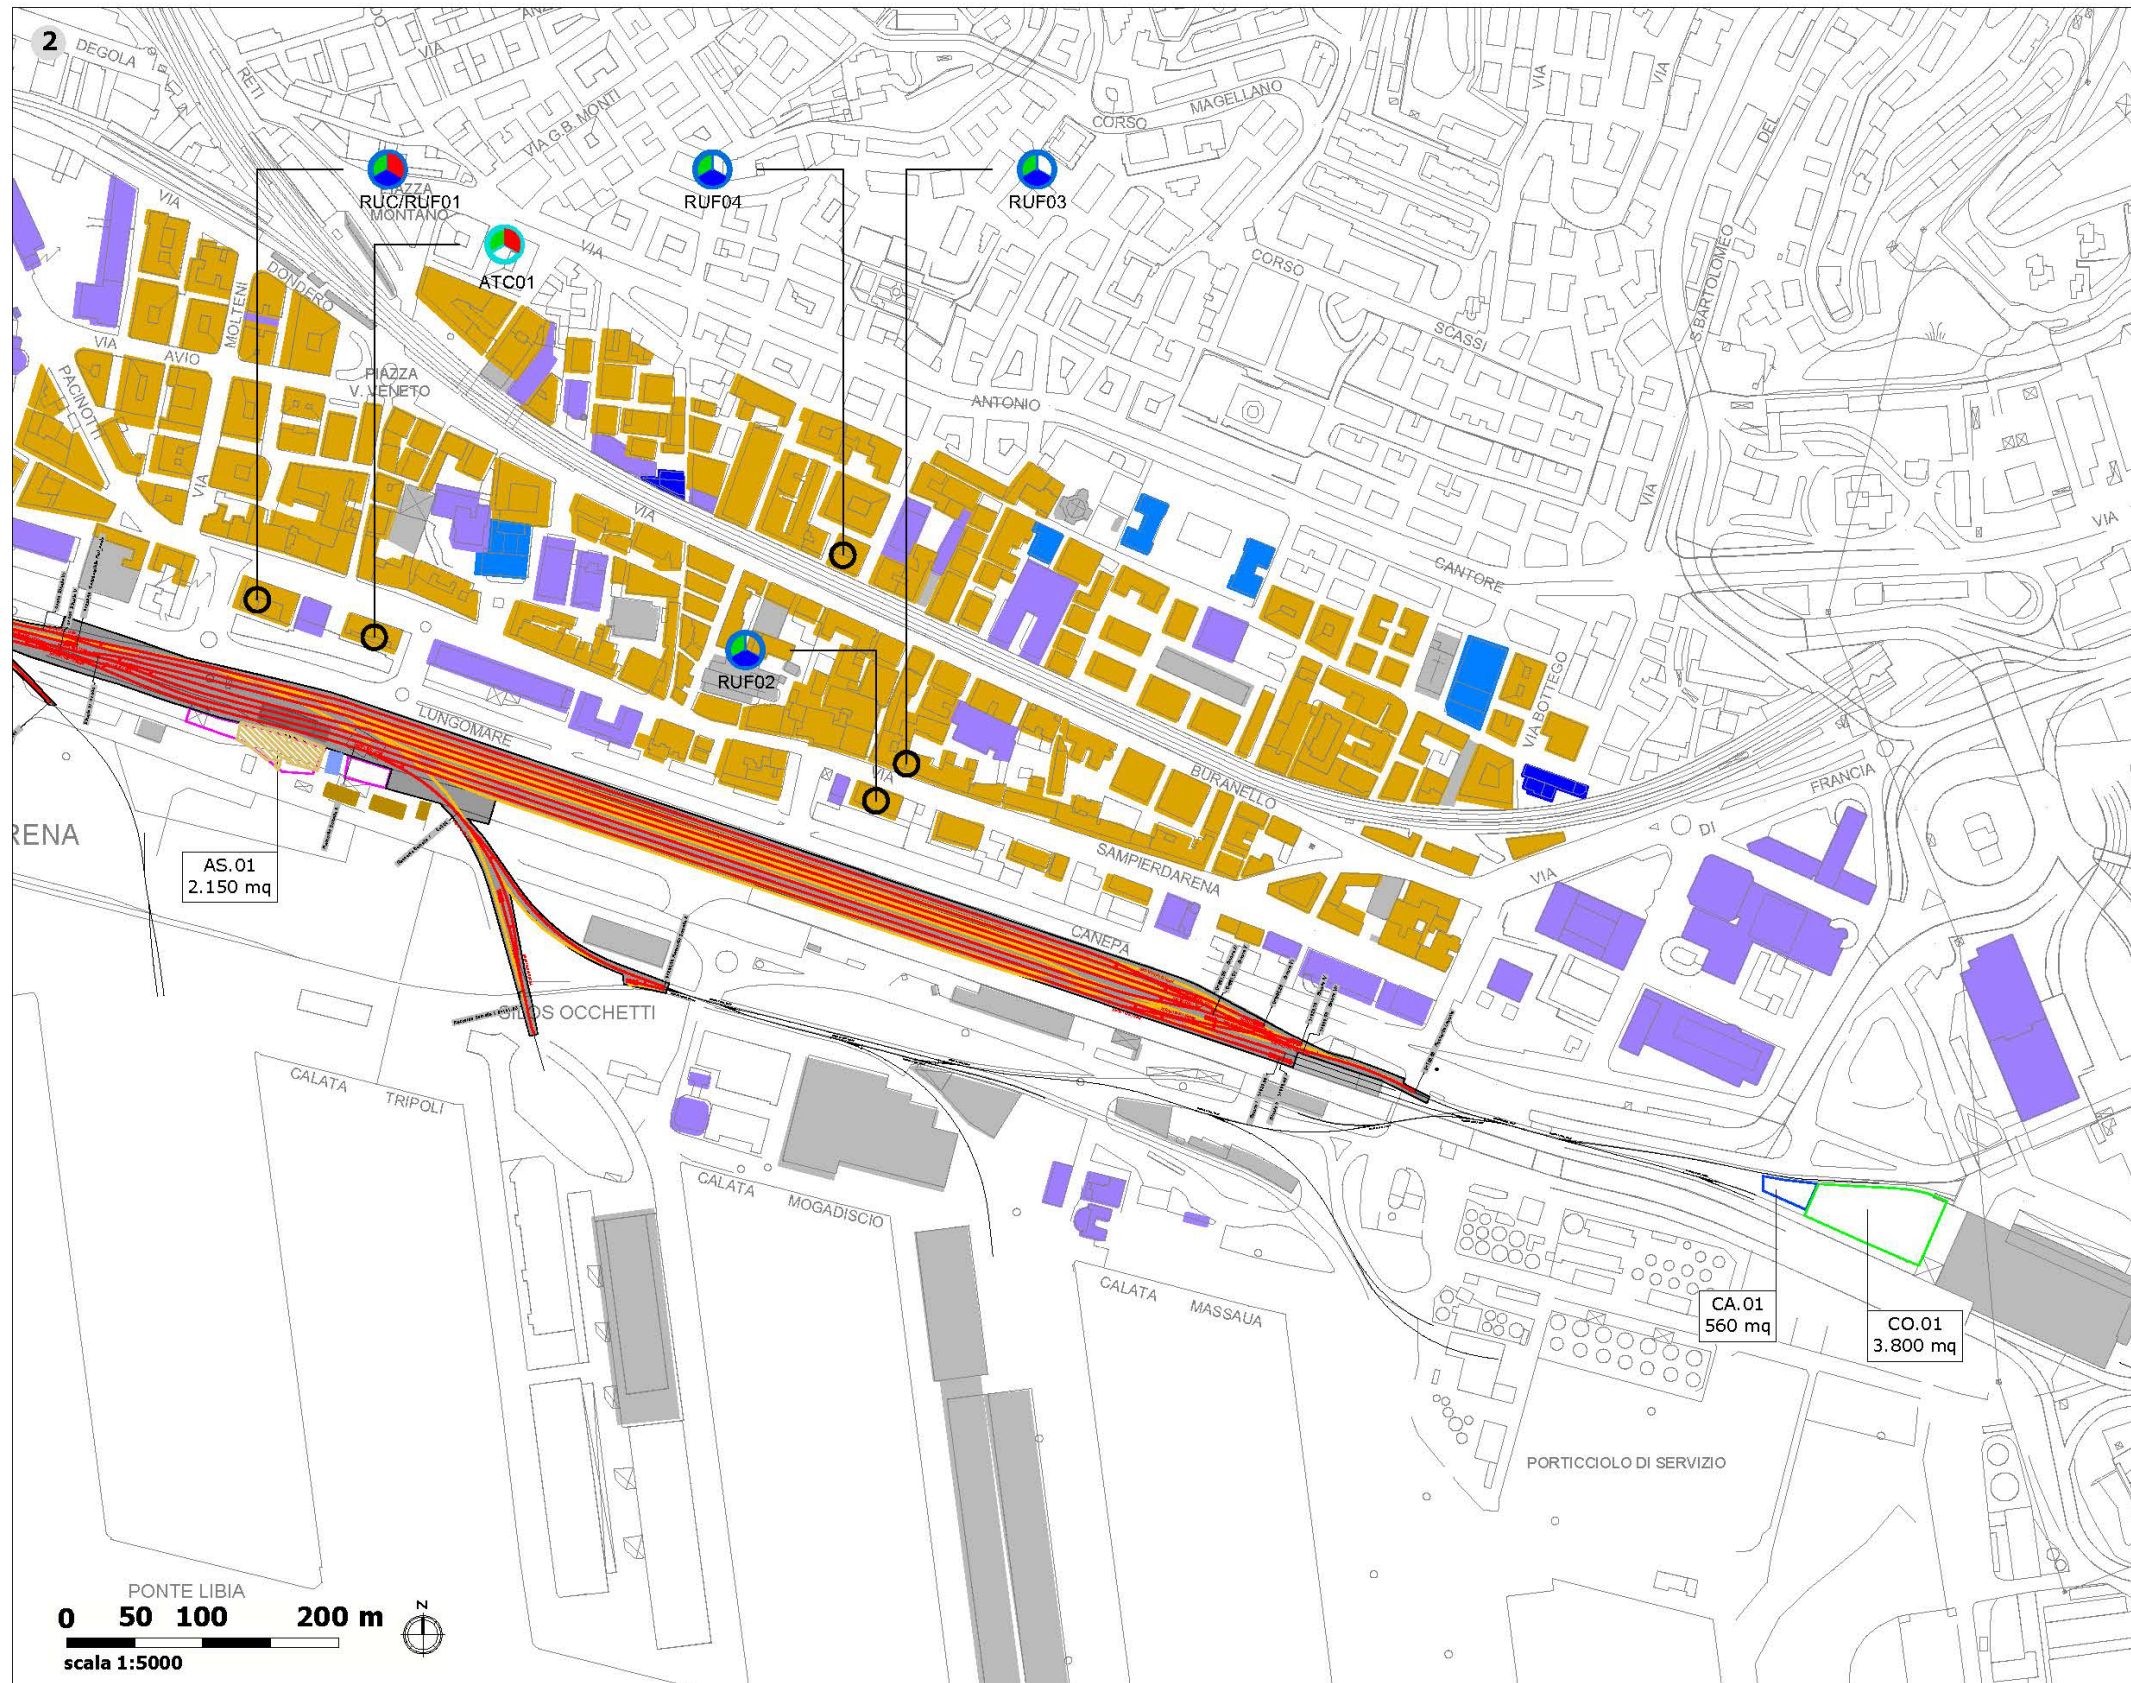 2
DEGOLA
RETI
VIA
VIA G.B. MONTI
CORSO
MAGELLANO
VIA
VIA
DEL
S.BARTOLOMEO
RUC/RUF01
RUF04
RUF03
PIAZZA
MONTANO
VIA
VIA
ATC01
CORSO
SCASSI
DONDERO
MOLTENI
VIA
AVIO
PACINOTTI
PIAZZA
V. VENETO
ANTONIO
VIA
VIA
VIA
VIA
CANTORE
RUF02
VIA BOTTEGO
LUNGOMARE
VIA
BURANELLO
FRANCIA
DI
VIA
RENA
SAMPIERDARENA
AS.01
2.150 mq
CANEPA
SILOS OCCHETTI
CALATA
TRIPOLI
CALATA
MOGADISCIO
CALATA
MASSAUA
CA.01
560 mq
CO.01
3.800 mq
PORTICCIOLO DI SERVIZIO
PONTE LIBIA
0 50 100 200 m
N
scala 1:5000